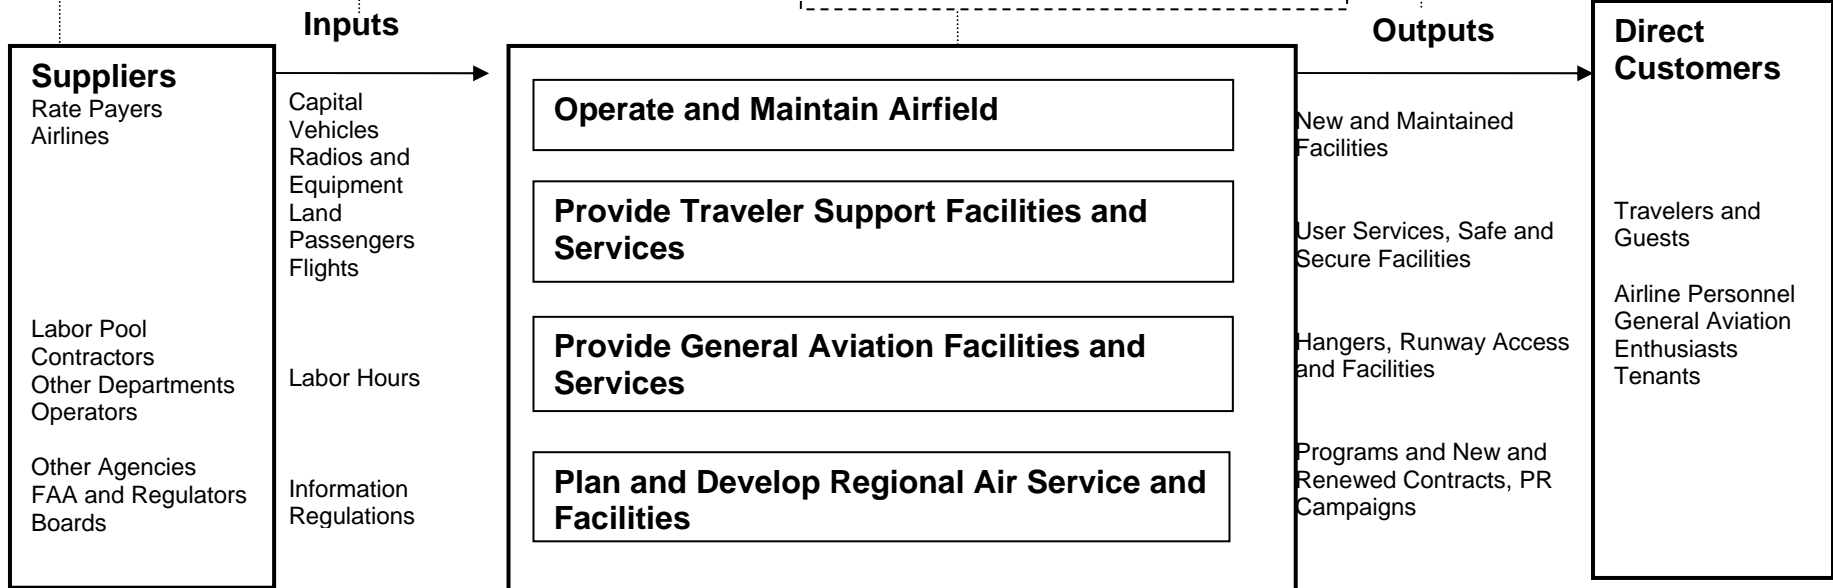 Inputs
Suppliers
Rate Payers
Airlines
Labor Pool
Contractors
Other Departments
Operators
Other Agencies
FAA and Regulators
Boards
Capital
Vehicles
Radios and
Equipment
Land
Passengers
Flights
Labor Hours
Information
Regulations
Operate and Maintain Airfield
Provide Traveler Support Facilities and
Services
Provide General Aviation Facilities and
Services
Plan and Develop Regional Air Service and
Facilities
Outputs
New and Maintained
Facilities
User Services, Safe and
Secure Facilities
Hangers, Runway Access
and Facilities
Programs and New and
Renewed Contracts, PR
Campaigns
Direct
Customers
Travelers and
Guests
Airline Personnel
General Aviation
Enthusiasts
Tenants